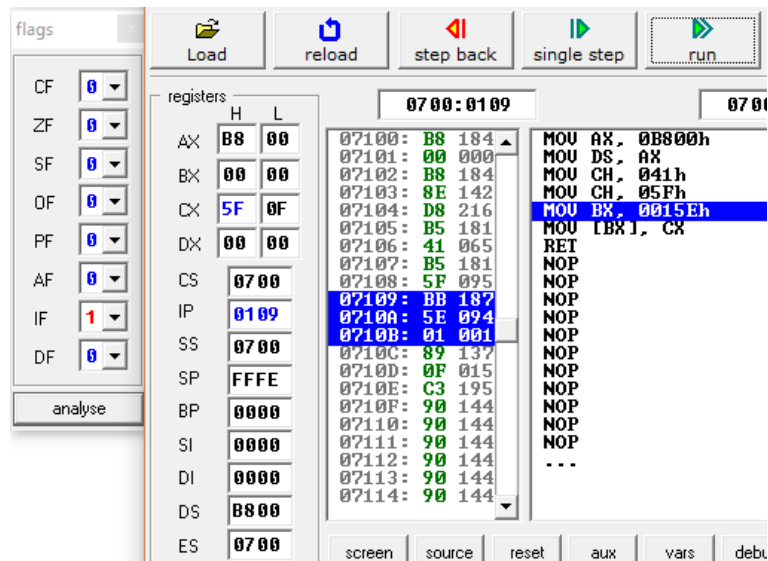 flags
Load reload step back single step run
CF 0
ZF 0
SF 0
OF 0
PF 0
AF 0
IF 1
DF 0
analyse
registers
H L
AX B8 00
BX 00 00
CX 5F 0F
DX 00 00
CS 0700
IP 0109
SS 0700
SP FFFE
BP 0000
SI 0000
DI 0000
DS B800
ES 0700
0700:0109
0700
07100: B8 184
07101: 00 000
07102: B8 184
07103: 8E 142
07104: D8 216
07105: B5 181
07106: 41 065
07107: B5 181
07108: 5F 095
07109: BB 187
0710A: 5E 094
0710B: 01 001
0710C: 89 137
0710D: 0F 015
0710E: C3 195
0710F: 90 144
07110: 90 144
07111: 90 144
07112: 90 144
07113: 90 144
07114: 90 144
MOV AX, 0B800h
MOV DS, AX
MOV CH, 041h
MOV CH, 05Fh
MOV BX, 0015Eh
MOV [BX], CX
RET
NOP
NOP
NOP
NOP
NOP
NOP
NOP
NOP
NOP
NOP
...
screen source reset aux vars debu